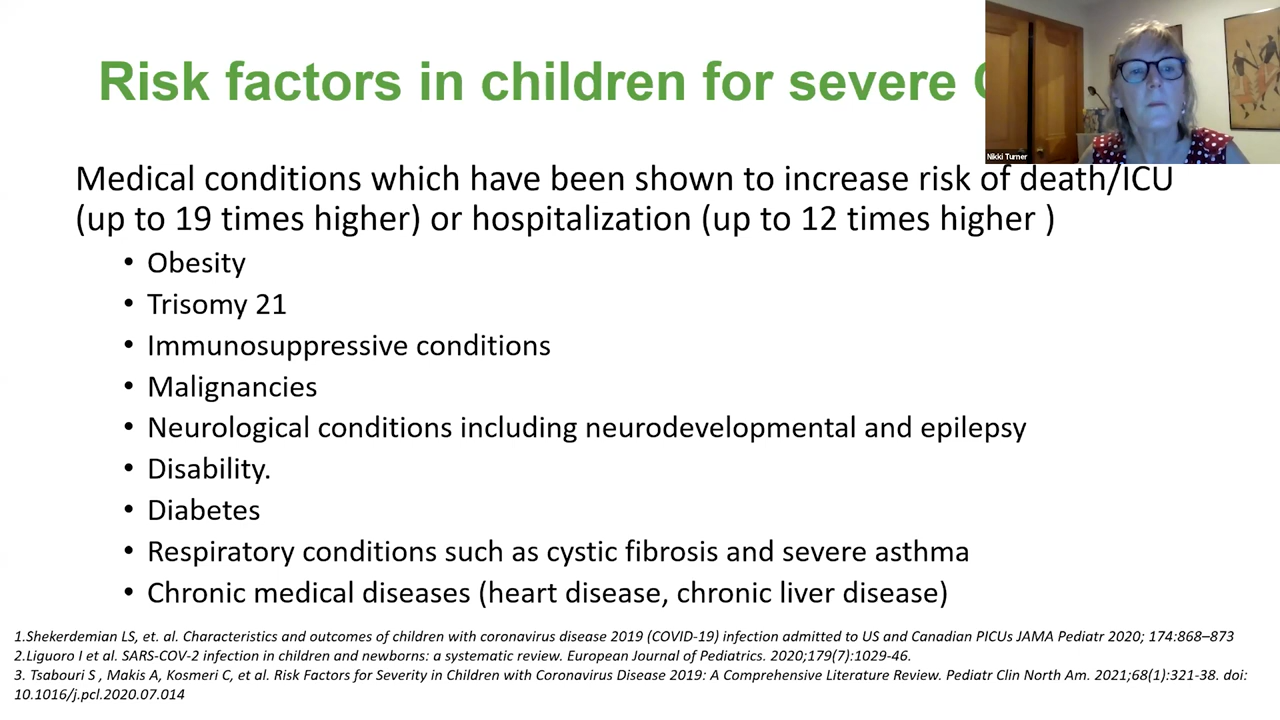 Risk factors in children for severe
Nikki Turner
Medical conditions which have been shown to increase risk of death/ICU
(up to 19 times higher) or hospitalization (up to 12 times higher )
• Obesity
• Trisomy 21
• Immunosuppressive conditions
• Malignancies
• Neurological conditions including neurodevelopmental and epilepsy
• Disability.
• Diabetes
• Respiratory conditions such as cystic fibrosis and severe asthma
• Chronic medical diseases (heart disease, chronic liver disease)
1.Shekerdemian LS, et. al. Characteristics and outcomes of children with coronavirus disease 2019 (COVID-19) infection admitted to US and Canadian PICUs JAMA Pediatr 2020; 174:868–873
2.Liguoro I et al. SARS-COV-2 infection in children and newborns: a systematic review. European Journal of Pediatrics. 2020;179(7):1029-46.
3. Tsabouri S , Makis A, Kosmeri C, et al. Risk Factors for Severity in Children with Coronavirus Disease 2019: A Comprehensive Literature Review. Pediatr Clin North Am. 2021;68(1):321-38. doi:
10.1016/j.pcl.2020.07.014